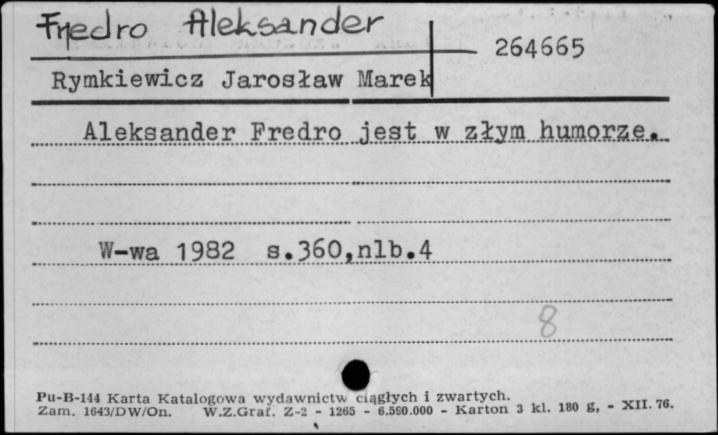 Fredro Aleksander
264665
Rymkiewicz Jarosław Marek
Aleksander Fredro jest w złym humorze.
W-wa 1982 s.360,nlb.4
8
Pu-B-144 Karta Katalogowa wydawnictw ciągłych i zwartych.
Zam. 1643/DW/On. W.Z.Graf. Z-2 - 1265 - 6.550.000 - Karton 3 kl. 180 g, - XII. 76.